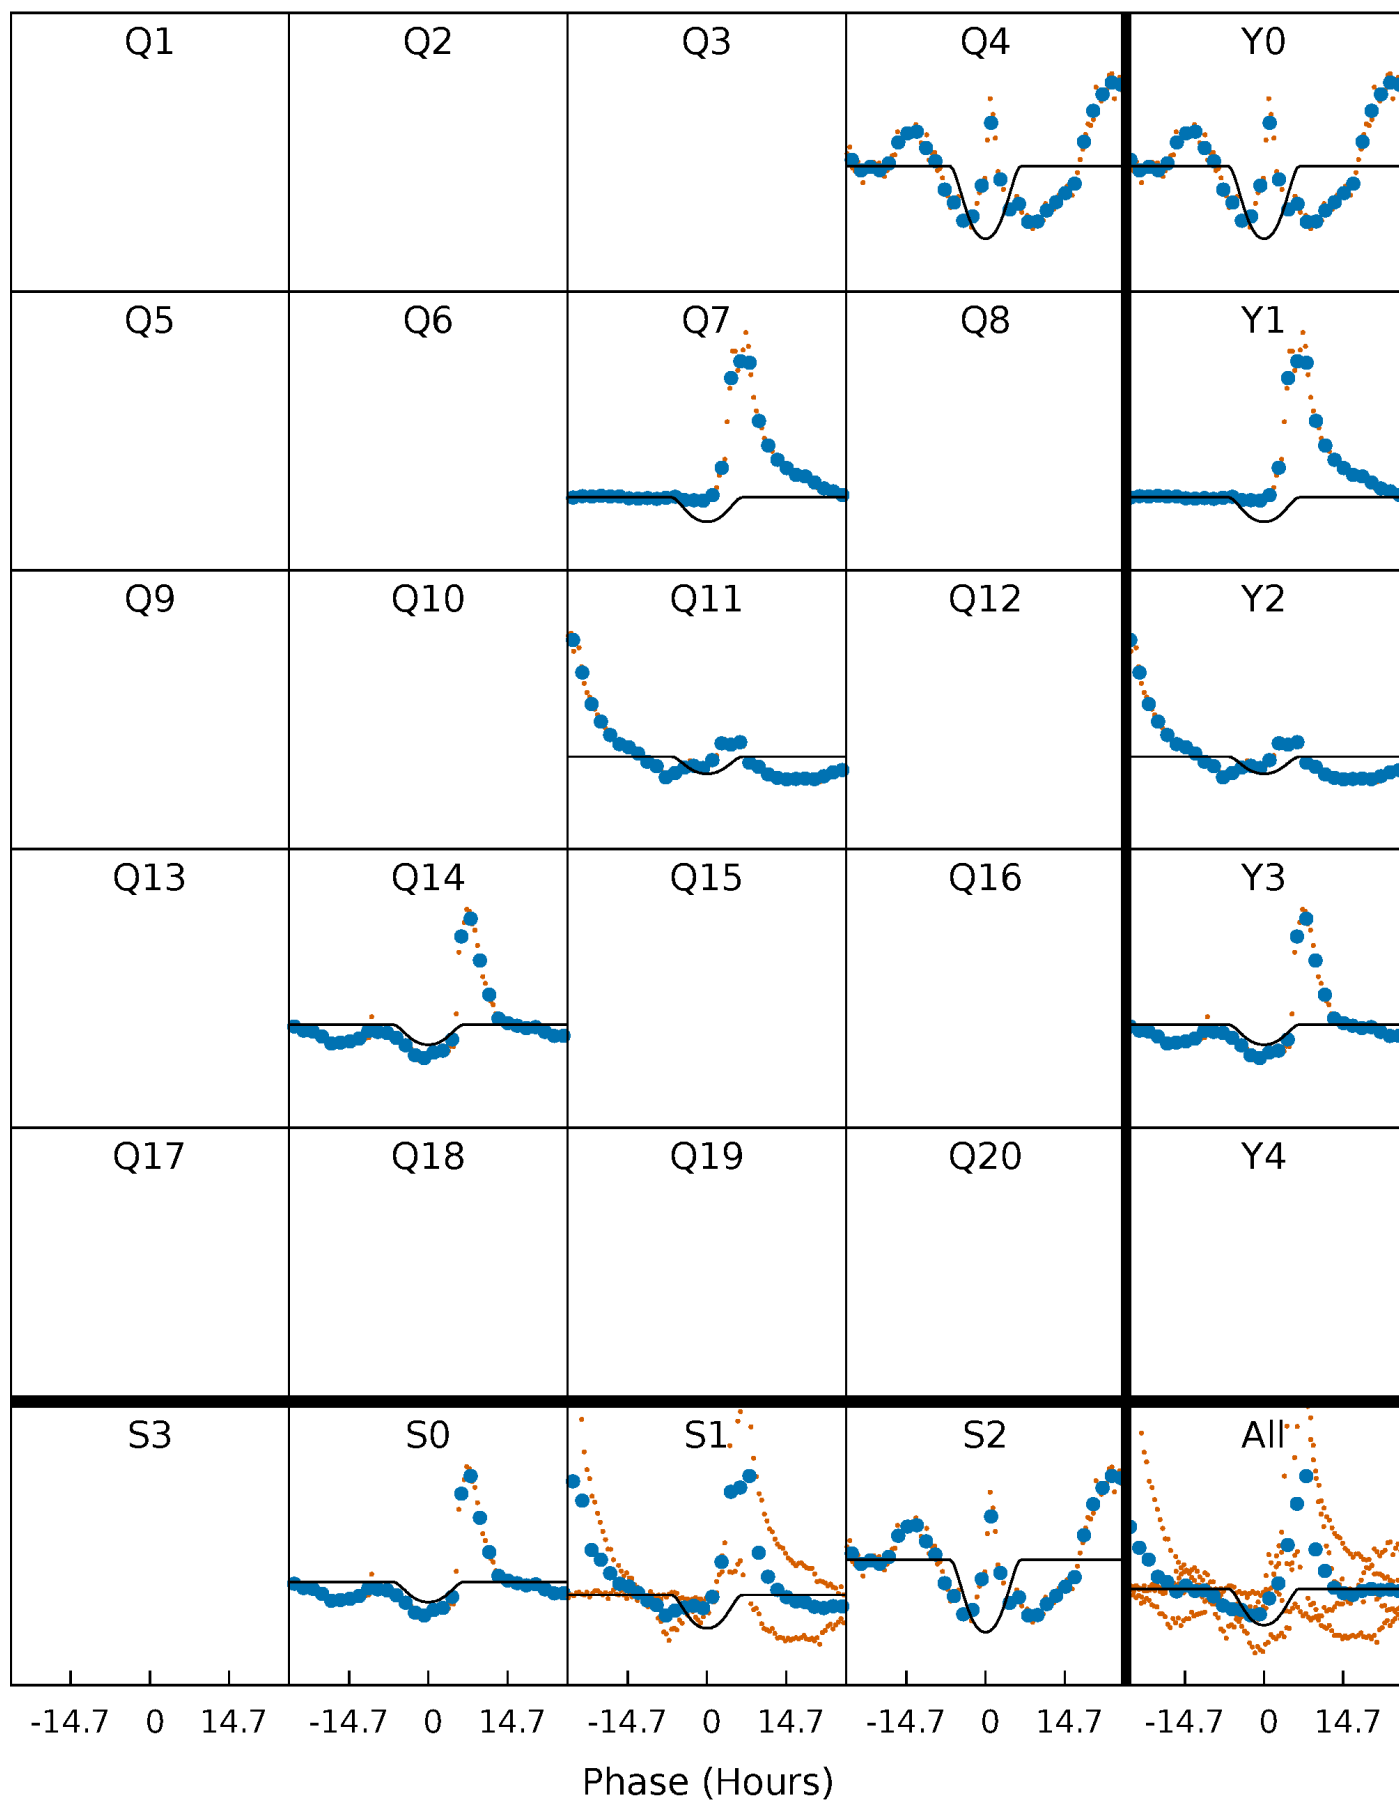 Q1 Q2 Q3 Q4 Y0
Q5 Q6 Q7 Q8 Y1
Q9 Q10 Q11 Q12 Y2
Q13 Q14 Q15 Q16 Y3
Q17 Q18 Q19 Q20 Y4
S3 S0 S1 S2 All
-14.7 0 14.7 -14.7 0 14.7 -14.7 0 14.7 -14.7 0 14.7 -14.7 0 14.7
Phase (Hours)